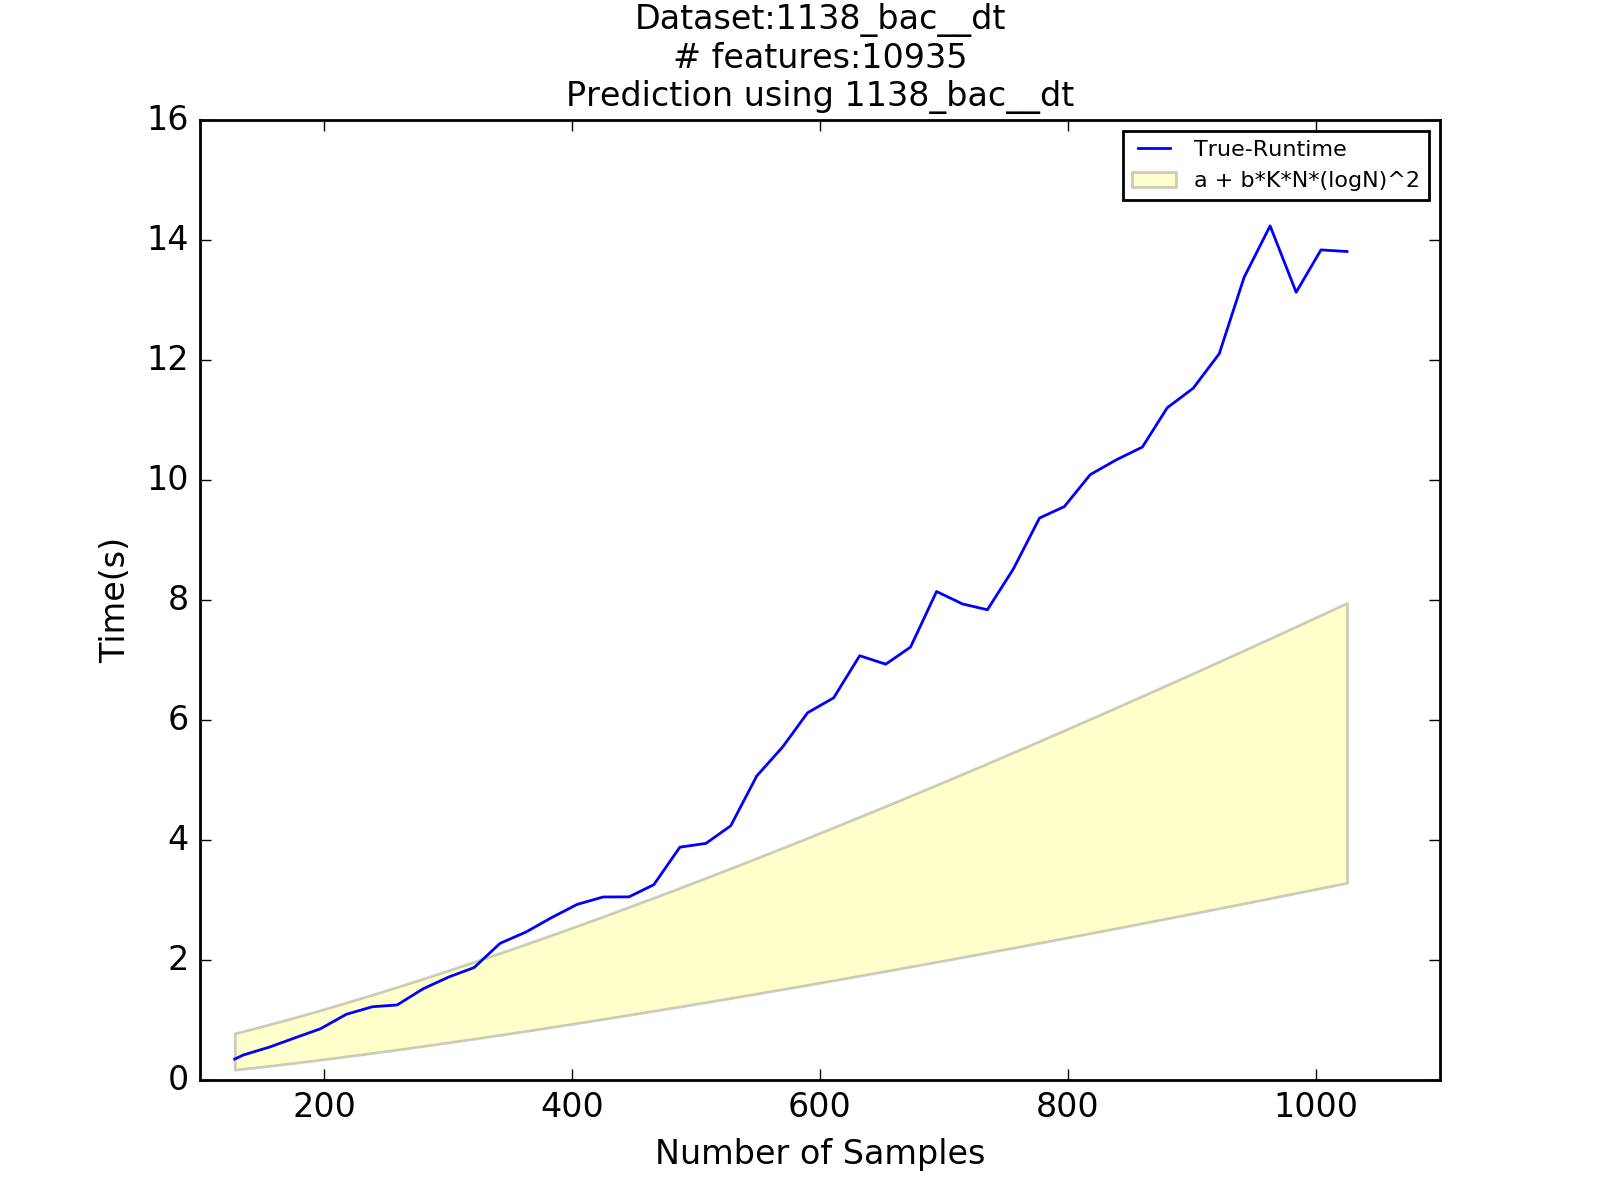 Dataset:1138_bac__dt
# features:10935
Prediction using 1138_bac__dt
True-Runtime
a + b*K*N*(logN)^2
16
14
12
10
8
6
4
2
0
Time(s)
200 400 600 800 1000
Number of Samples